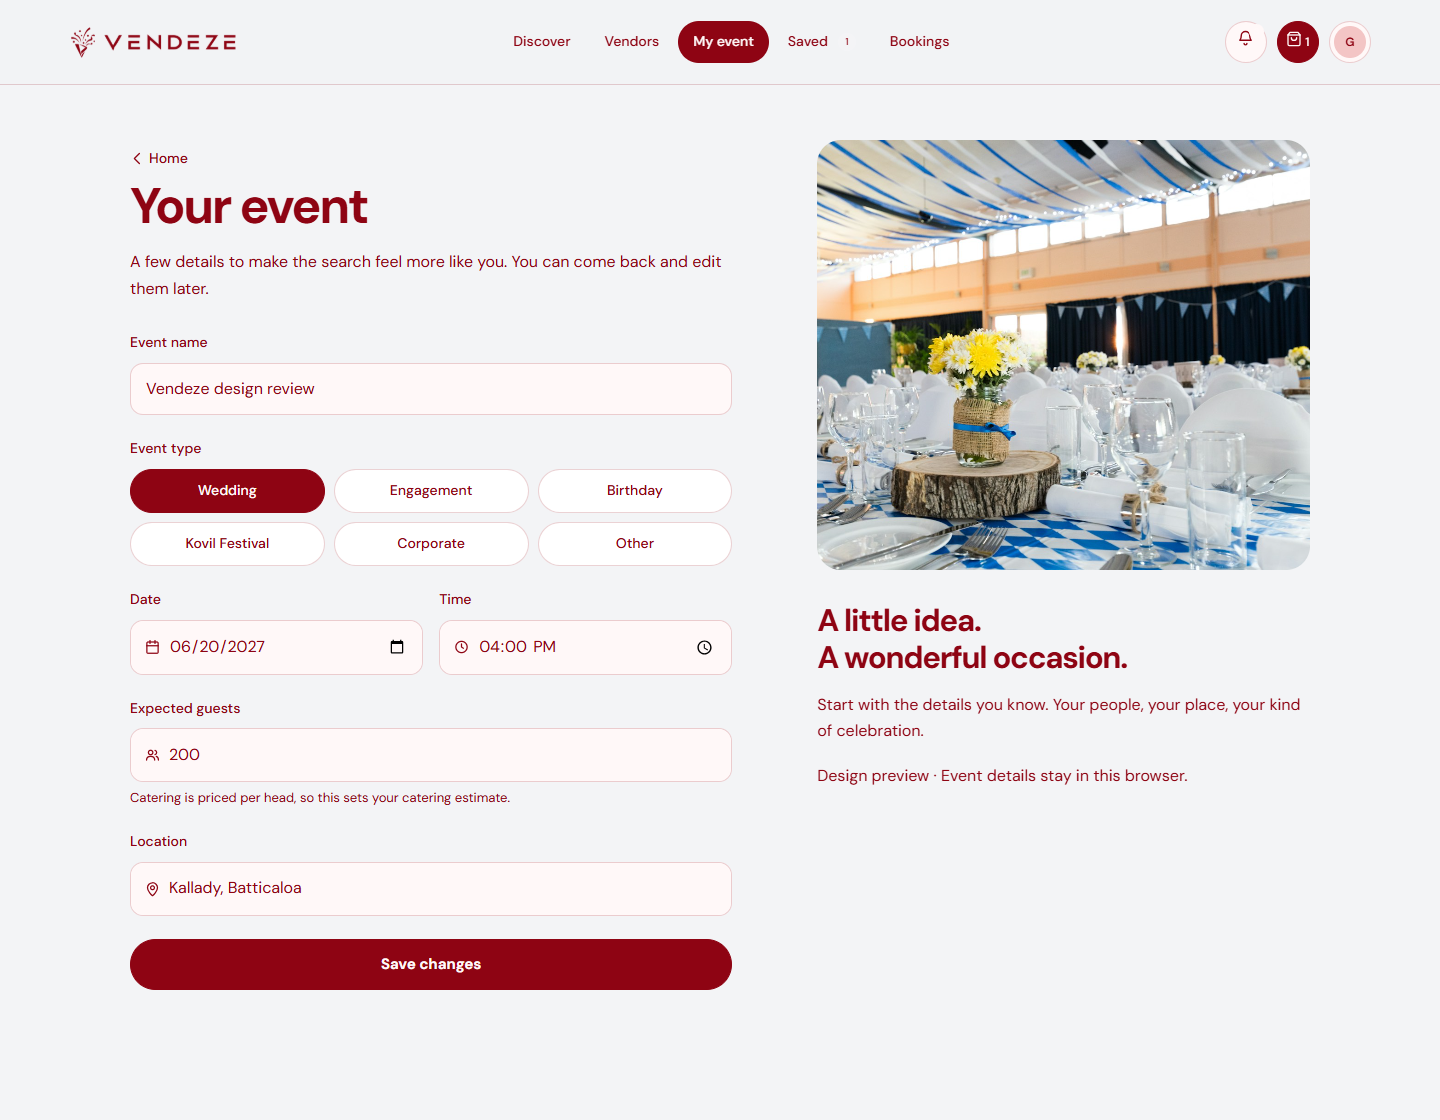 VENDEZE
Discover
Vendors
My event
Saved 1
Bookings
1
G
Home
Your event
A few details to make the search feel more like you. You can come back and edit
them later.
Event name
Vendeze design review
Event type
Wedding
Engagement
Birthday
Kovil Festival
Corporate
Other
Date
Time
06/20/2027
04:00 PM
Expected guests
200
Catering is priced per head, so this sets your catering estimate.
Location
Kallady, Batticaloa
Save changes
A little idea.
A wonderful occasion.
Start with the details you know. Your people, your place, your kind
of celebration.
Design preview · Event details stay in this browser.